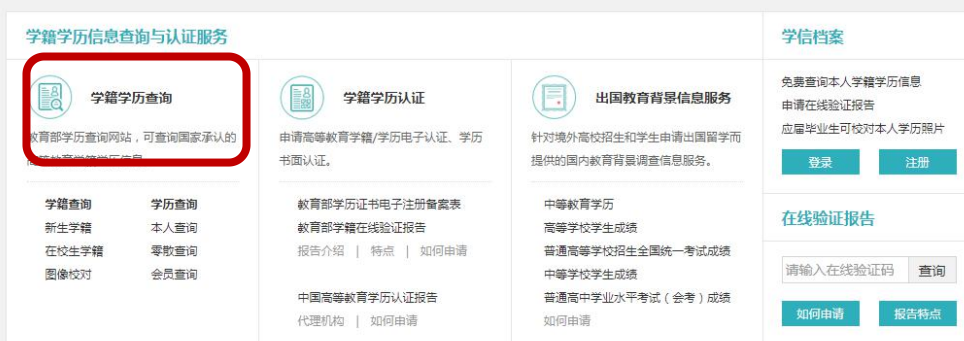 学籍学历信息查询与认证服务
学籍学历查询
教育部学历查询网站，可查询国家承认的
高等教育学籍学历信息
学籍查询 学历查询
新生学籍 本人查询
在校生学籍 零散查询
图像校对 会员查询
学籍学历认证
申请高等教育学籍/学历电子认证、学历
书面认证。
教育部学历证书电子注册备案表
教育部学籍在线验证报告
报告介绍 | 特点 | 如何申请
中国高等教育学历认证报告
代理机构 | 如何申请
出国教育背景信息服务
针对境外高校招生和学生申请出国留学而
提供的国内教育背景调查信息服务。
中等教育学历
高等学校学生成绩
普通高等学校招生全国统一考试成绩
中等学校学生成绩
普通高中学业水平考试（会考）成绩
如何申请
学信档案
免费查询本人学籍学历信息
申请在线验证报告
应届毕业生可校对本人学历照片
登录 注册
在线验证报告
请输入在线验证码 查询
如何申请 报告特点